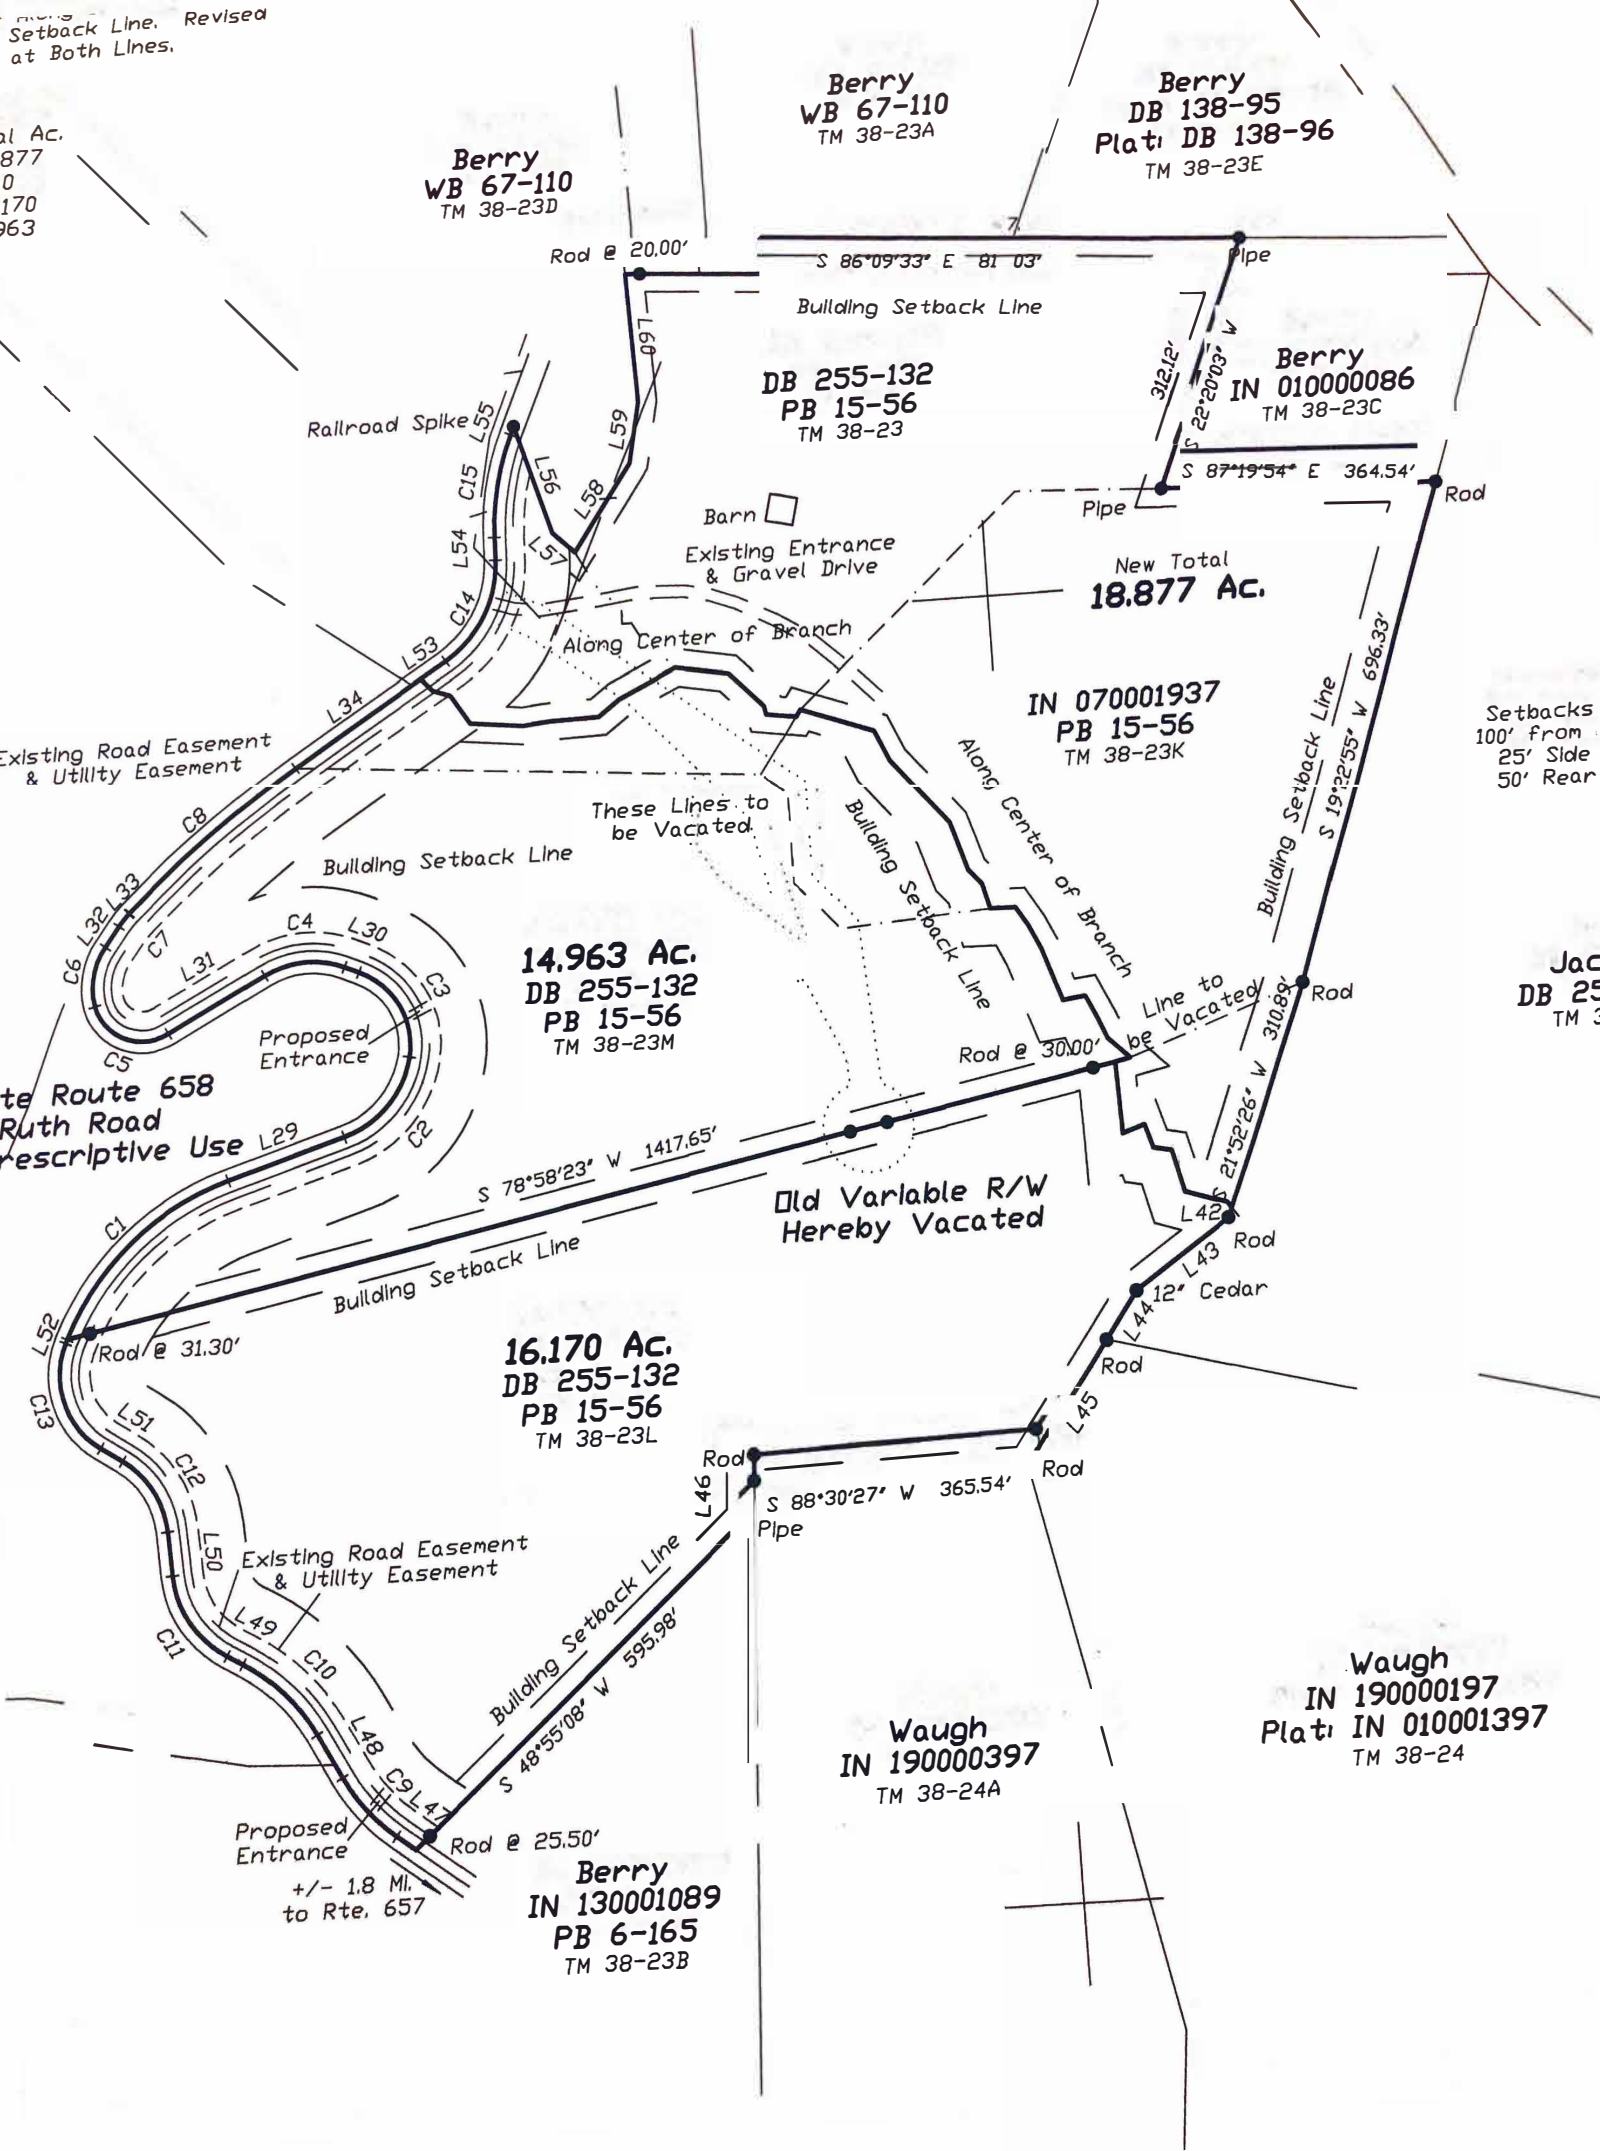 Setback Line. Revised
at Both Lines.
al Ac.
877
0
170
963
Berry
WB 67-110
TM 38-23D
Berry
WB 67-110
TM 38-23A
Berry
DB 138-95
Plat: DB 138-96
TM 38-23E
Rod @ 20.00'
7.
S 86°09'33" E 81 03'
Pipe
Building Setback Line
L60
312.12'
S 22°20'03" W
Berry
IN 010000086
TM 38-23C
DB 255-132
PB 15-56
TM 38-23
Railroad Spike
L55
L59
C15
L56
L58
S 87°19'54" E 364.54'
Rod
Pipe
Barn
L54
L57
Existing Entrance
& Gravel Drive
New Total
18.877 Ac.
C14
Along Center of Branch
L53
S 19°22'55" W 696.33'
L34
IN 070001937
PB 15-56
TM 38-23K
Building Setback Line
Setbacks
100' from
25' Side
50' Rear
Existing Road Easement
& Utility Easement
Along Center of Branch
C8
These Lines to
be Vacated.
Building Setback Line
Building Setback Line
L33
L32
C7
C6
L31
C4
L30
C3
14.963 Ac.
DB 255-132
PB 15-56
TM 38-23M
Jac
DB 25
TM 3
Line to
be Vacated
310.89'
Rod
Proposed
Entrance
C5
Rod @ 30.00'
te Route 658
Ruth Road
rescriptive Use
L29
C2
S 21°52'26" W
S 78°58'23" W 1417.65'
Old Variable R/W
Hereby Vacated
C1
L42
Rod
L43
Building Setback Line
12" Cedar
L44
L52
Rod @ 31.30'
Rod
16.170 Ac.
DB 255-132
PB 15-56
TM 38-23L
C13
L51
L45
C12
Rod
Rod
L46
S 88°30'27" W 365.54'
Pipe
L50
Existing Road Easement
& Utility Easement
Building Setback Line
595.98'
S 48°55'08" W
L49
C11
C10
L48
Waugh
IN 190000197
Plat: IN 010001397
TM 38-24
Waugh
IN 190000397
TM 38-24A
C9
L47
Proposed
Entrance
Rod @ 25.50'
+/- 1.8 Mi.
to Rte. 657
Berry
IN 130001089
PB 6-165
TM 38-23B